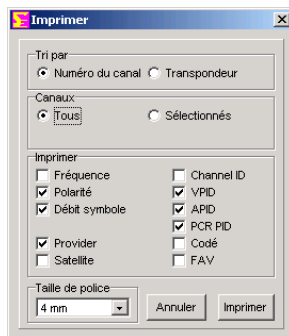 Imprimer
Tri par
Numéro du canal Transpondeur
Canaux
Tous Sélectionnés
Imprimer
Fréquence Channel ID
Polarité VPID
Débit symbole APID
PCR PID
Provider Codé
Satellite FAV
Taille de police
4 mm Annuler Imprimer